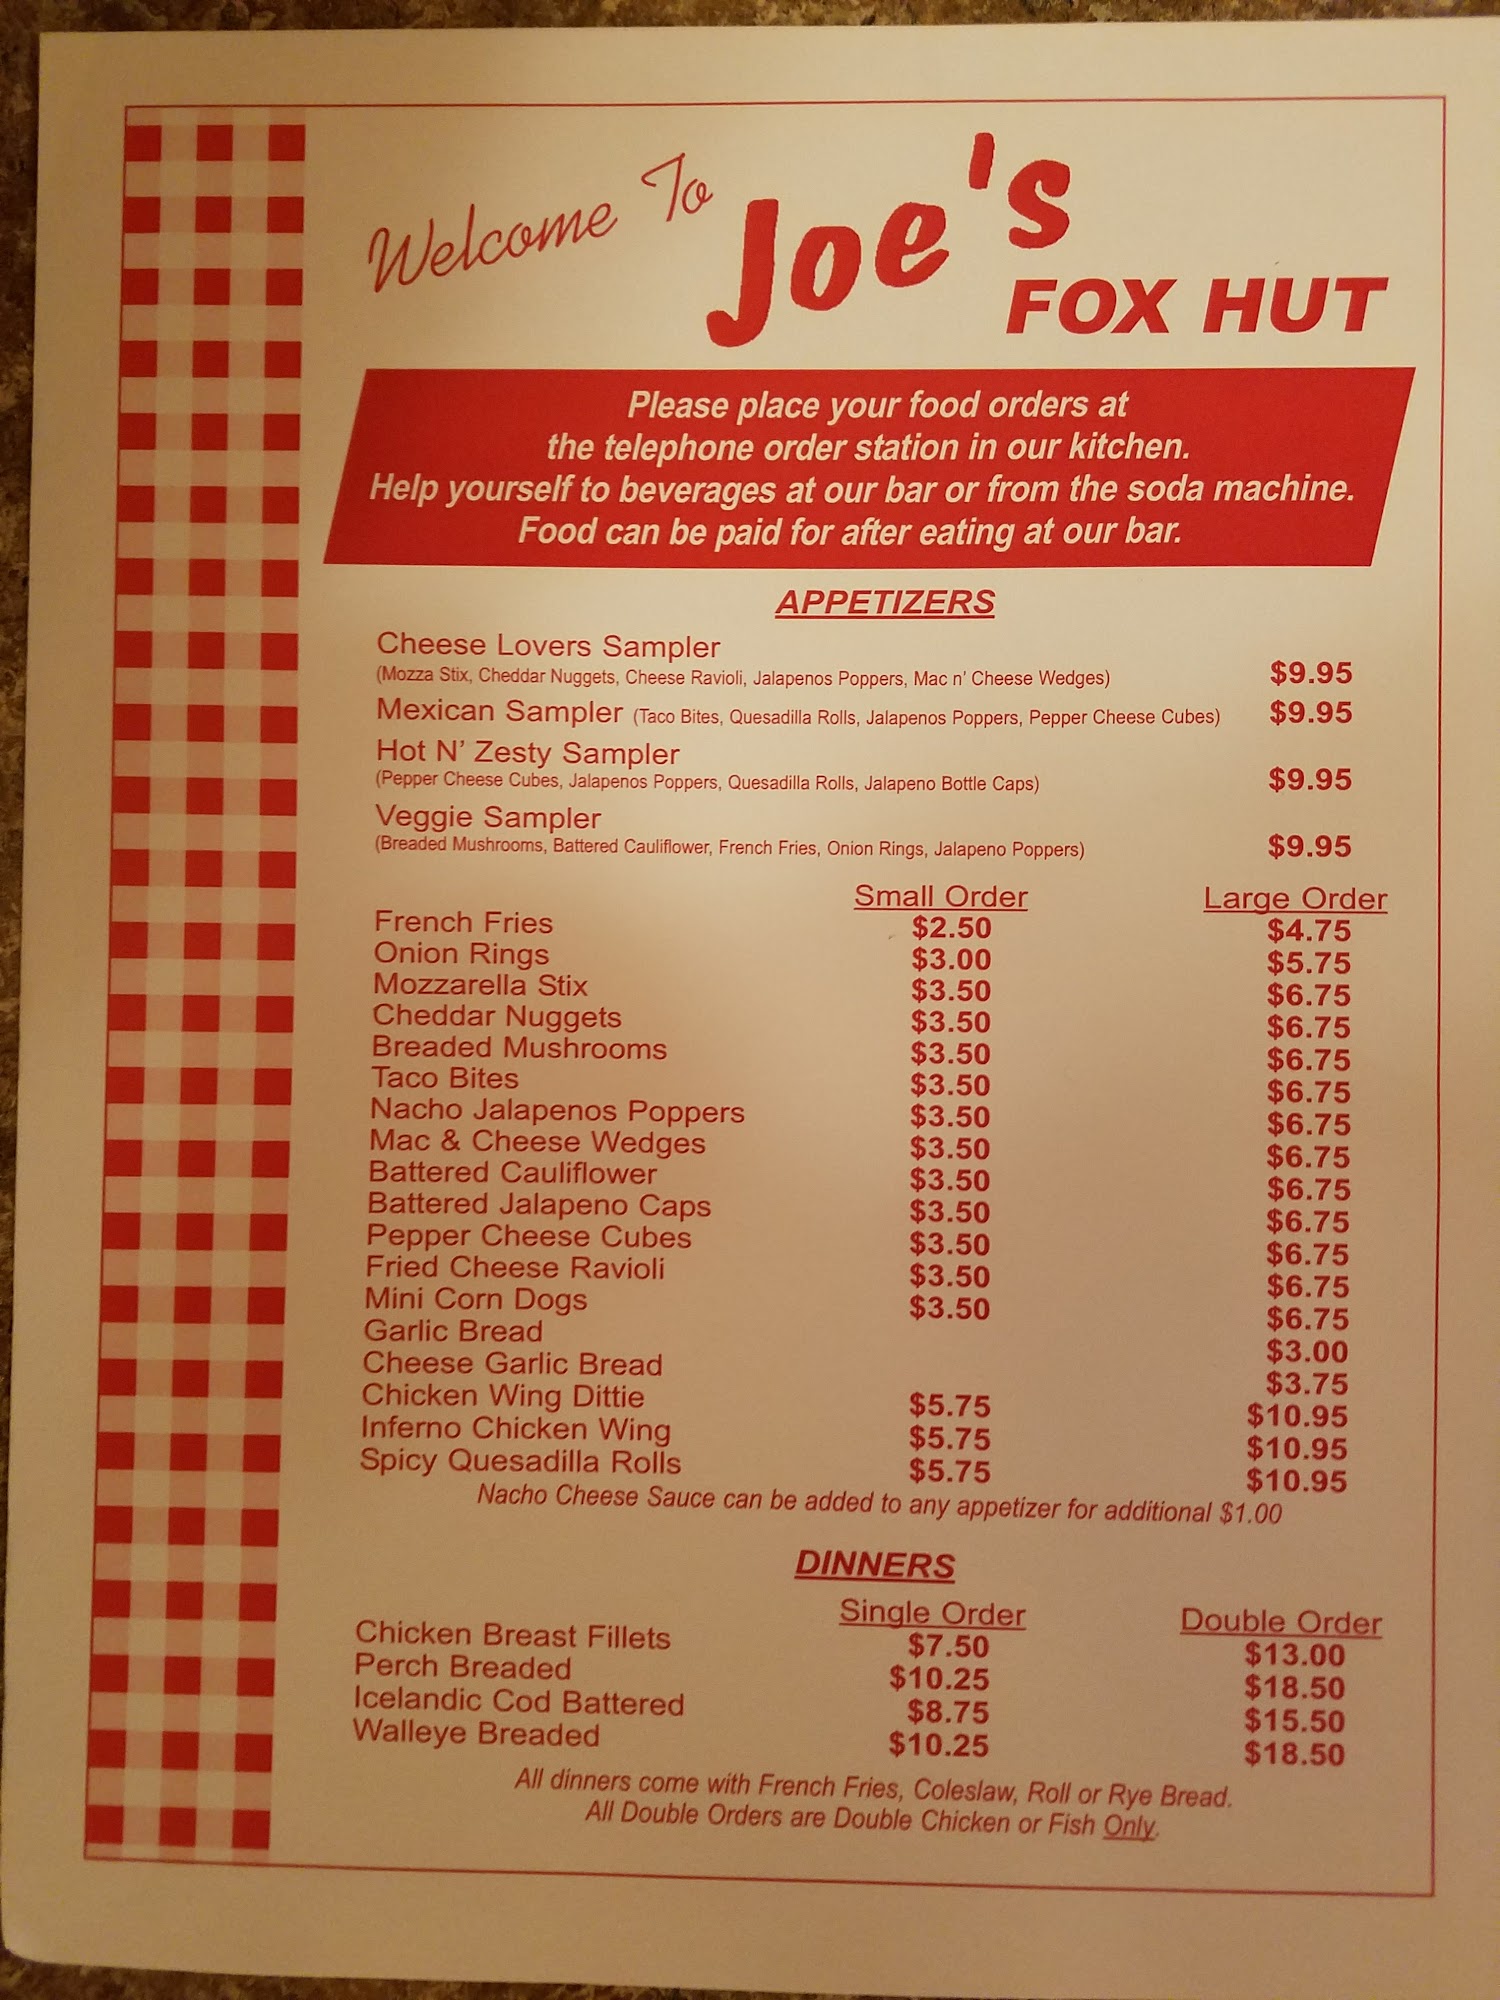 Welcome To Joe's
FOX HUT
Please place your food orders at
the telephone order station in our kitchen.
Help yourself to beverages at our bar or from the soda machine.
Food can be paid for after eating at our bar.
APPETIZERS
Cheese Lovers Sampler
(Mozza Stix, Cheddar Nuggets, Cheese Ravioli, Jalapenos Poppers, Mac n' Cheese Wedges) $9.95
Mexican Sampler (Taco Bites, Quesadilla Rolls, Jalapenos Poppers, Pepper Cheese Cubes) $9.95
Hot N' Zesty Sampler
(Pepper Cheese Cubes, Jalapenos Poppers, Quesadilla Rolls, Jalapeno Bottle Caps) $9.95
Veggie Sampler
(Breaded Mushrooms, Battered Cauliflower, French Fries, Onion Rings, Jalapeno Poppers) $9.95
Small Order Large Order
French Fries $2.50 $4.75
Onion Rings $3.00 $5.75
Mozzarella Stix $3.50 $6.75
Cheddar Nuggets $3.50 $6.75
Breaded Mushrooms $3.50 $6.75
Taco Bites $3.50 $6.75
Nacho Jalapenos Poppers $3.50 $6.75
Mac & Cheese Wedges $3.50 $6.75
Battered Cauliflower $3.50 $6.75
Battered Jalapeno Caps $3.50 $6.75
Pepper Cheese Cubes $3.50 $6.75
Fried Cheese Ravioli $3.50 $6.75
Mini Corn Dogs $3.50 $6.75
Garlic Bread $3.00
Cheese Garlic Bread $3.75
Chicken Wing Dittie $5.75 $10.95
Inferno Chicken Wing $5.75 $10.95
Spicy Quesadilla Rolls $5.75 $10.95
Nacho Cheese Sauce can be added to any appetizer for additional $1.00
DINNERS
Single Order Double Order
Chicken Breast Fillets $7.50 $13.00
Perch Breaded $10.25 $18.50
Icelandic Cod Battered $8.75 $15.50
Walleye Breaded $10.25 $18.50
All dinners come with French Fries, Coleslaw, Roll or Rye Bread.
All Double Orders are Double Chicken or Fish Only.